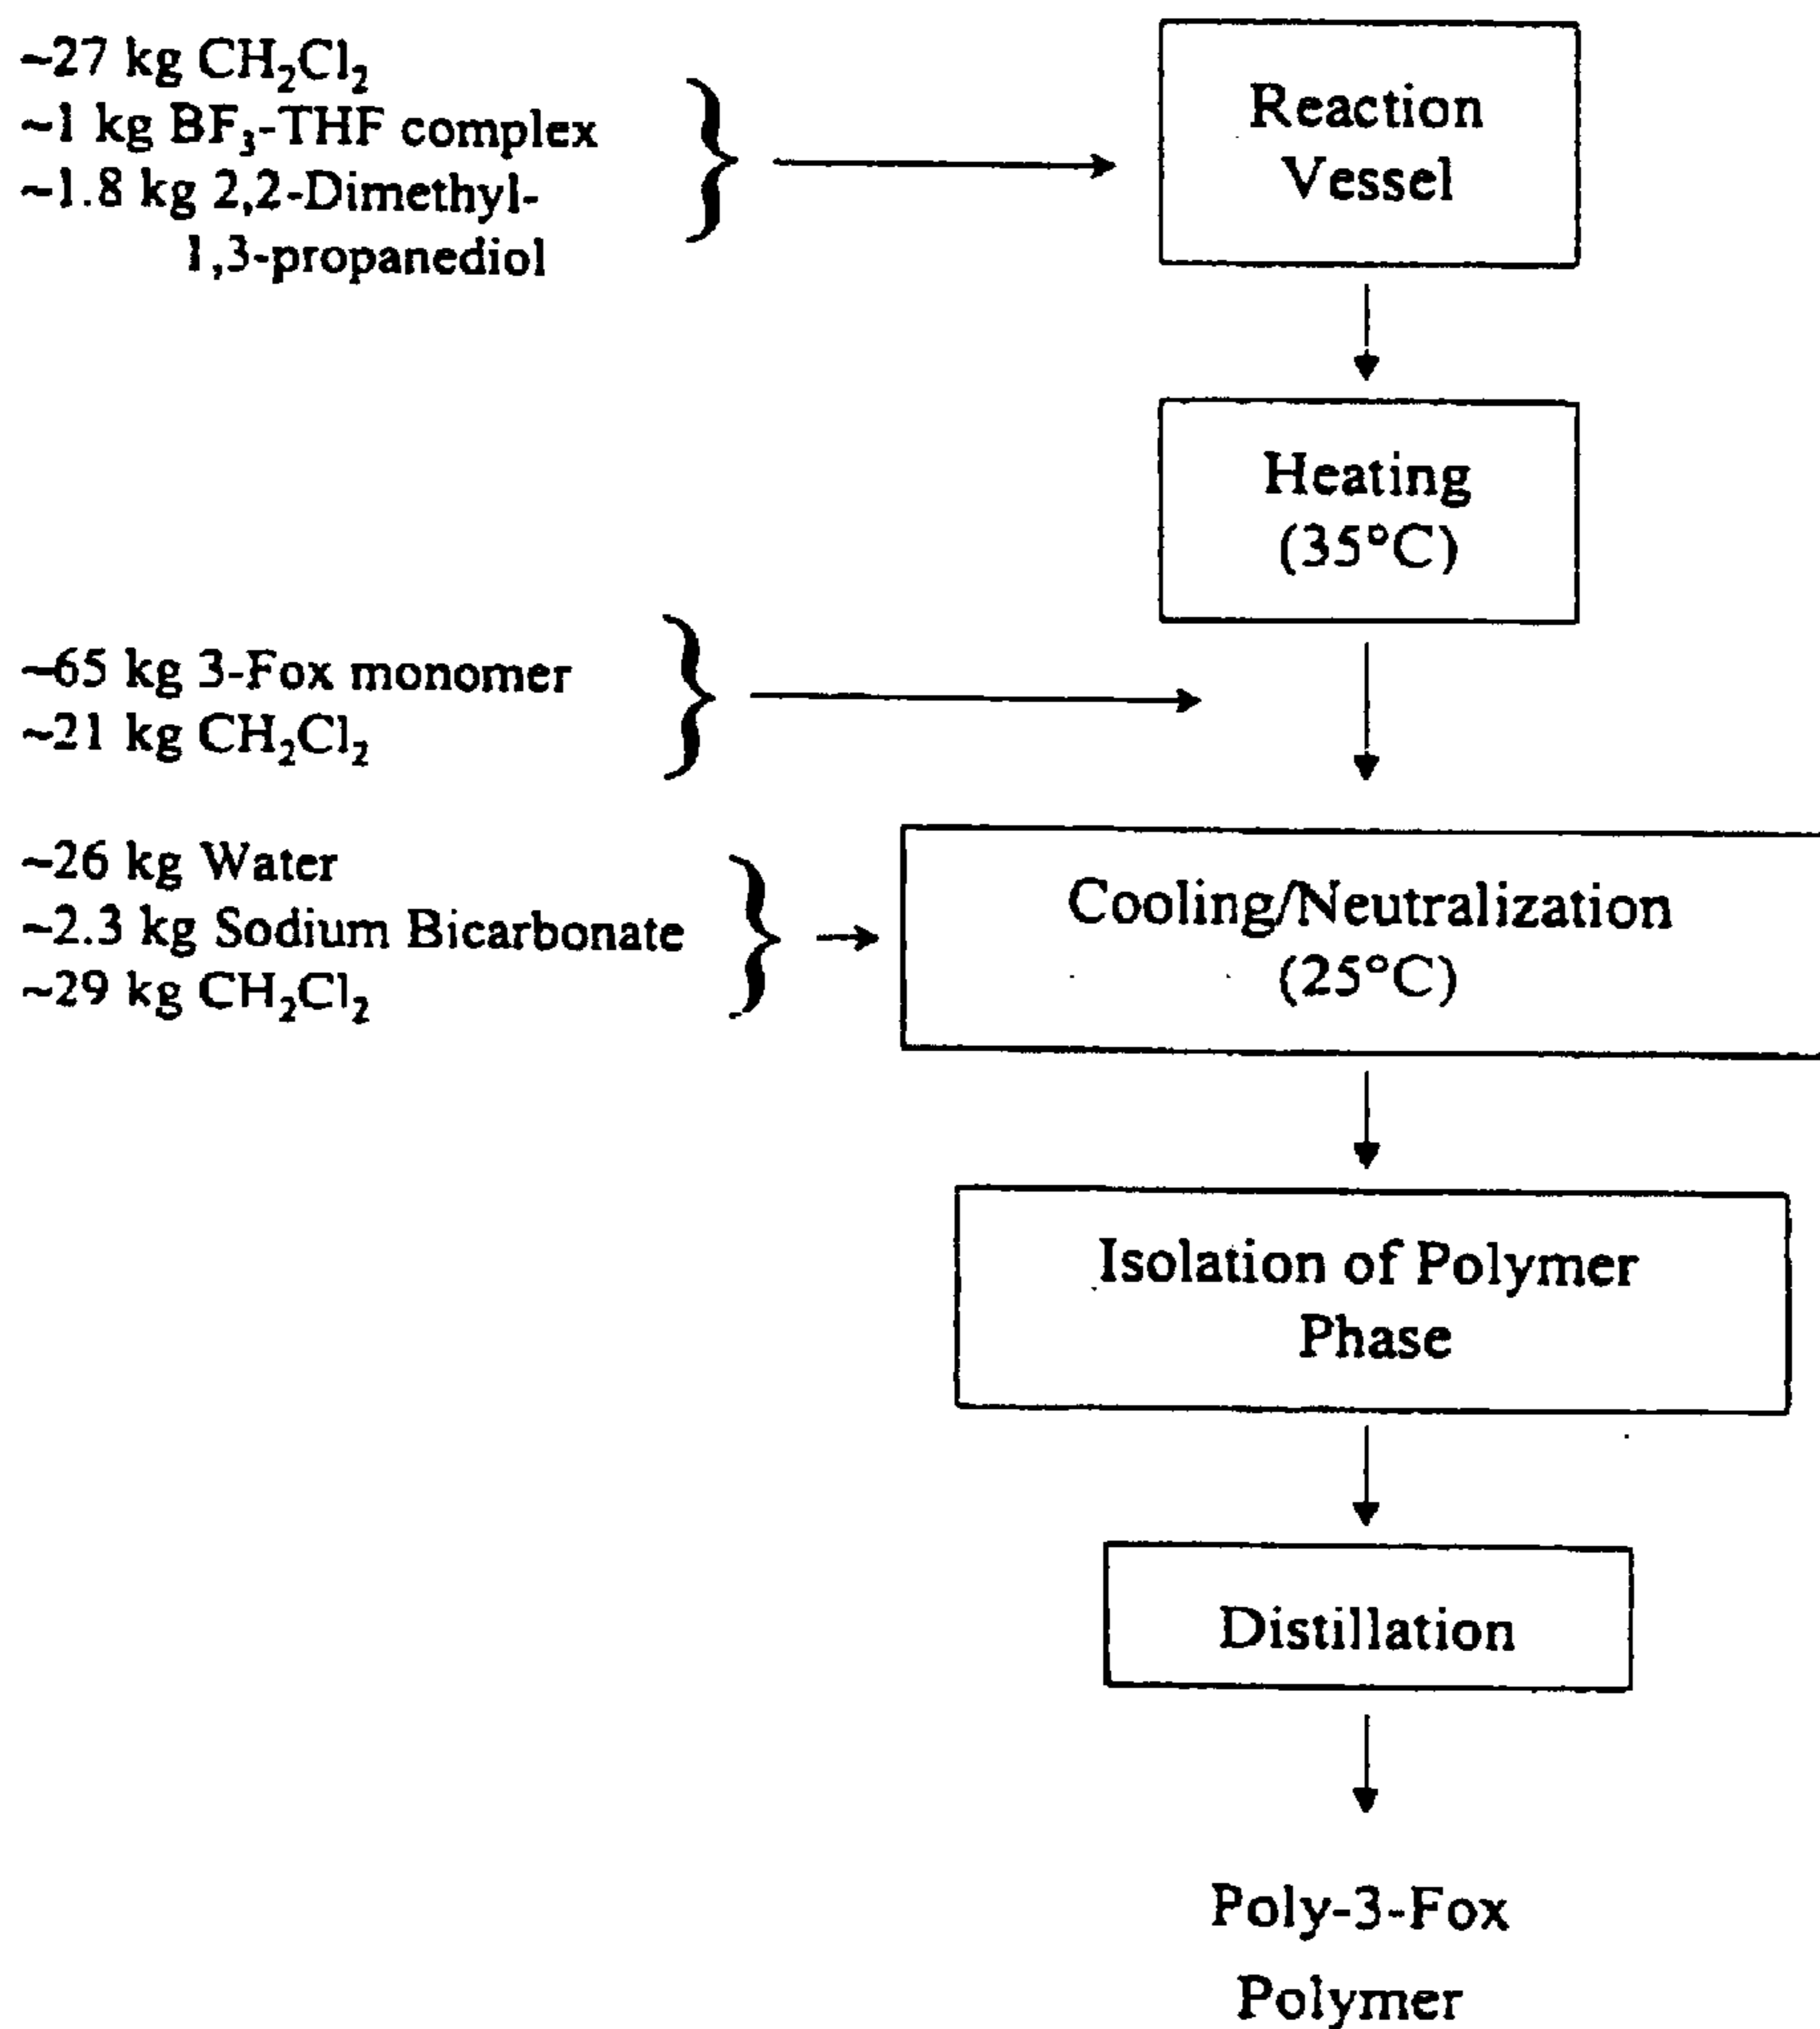 ~27 kg CH₂Cl₂
~1 kg BF₃-THF complex
~1.8 kg 2,2-Dimethyl-
1,3-propanediol
Reaction
Vessel
Heating
(35°C)
~65 kg 3-Fox monomer
~21 kg CH₂Cl₂
~26 kg Water
~2.3 kg Sodium Bicarbonate
~29 kg CH₂Cl₂
Cooling/Neutralization
(25°C)
Isolation of Polymer
Phase
Distillation
Poly-3-Fox
Polymer